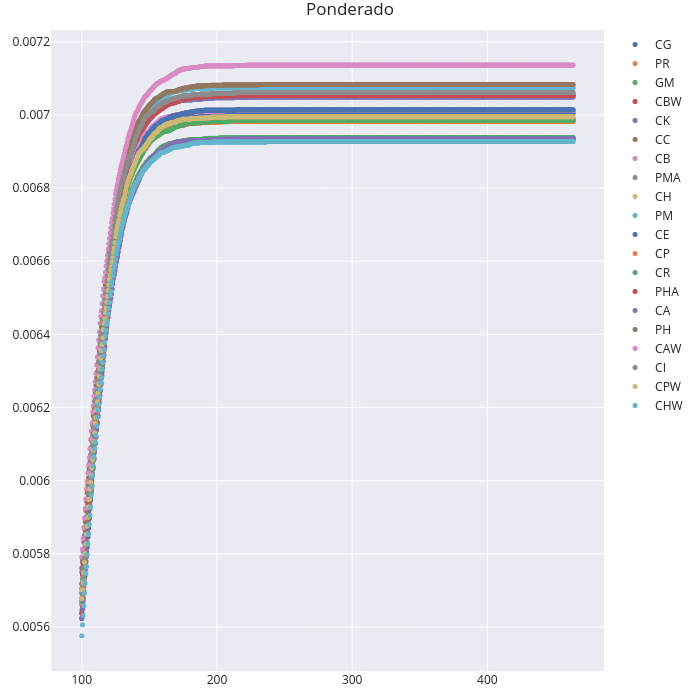 Ponderado
0.0072
0.007
0.0068
0.0066
0.0064
0.0062
0.006
0.0058
0.0056
100
200
300
400
CG
PR
GM
CBW
CK
CC
CB
PMA
CH
PM
CE
CP
CR
PHA
CA
PH
CAW
CI
CPW
CHW